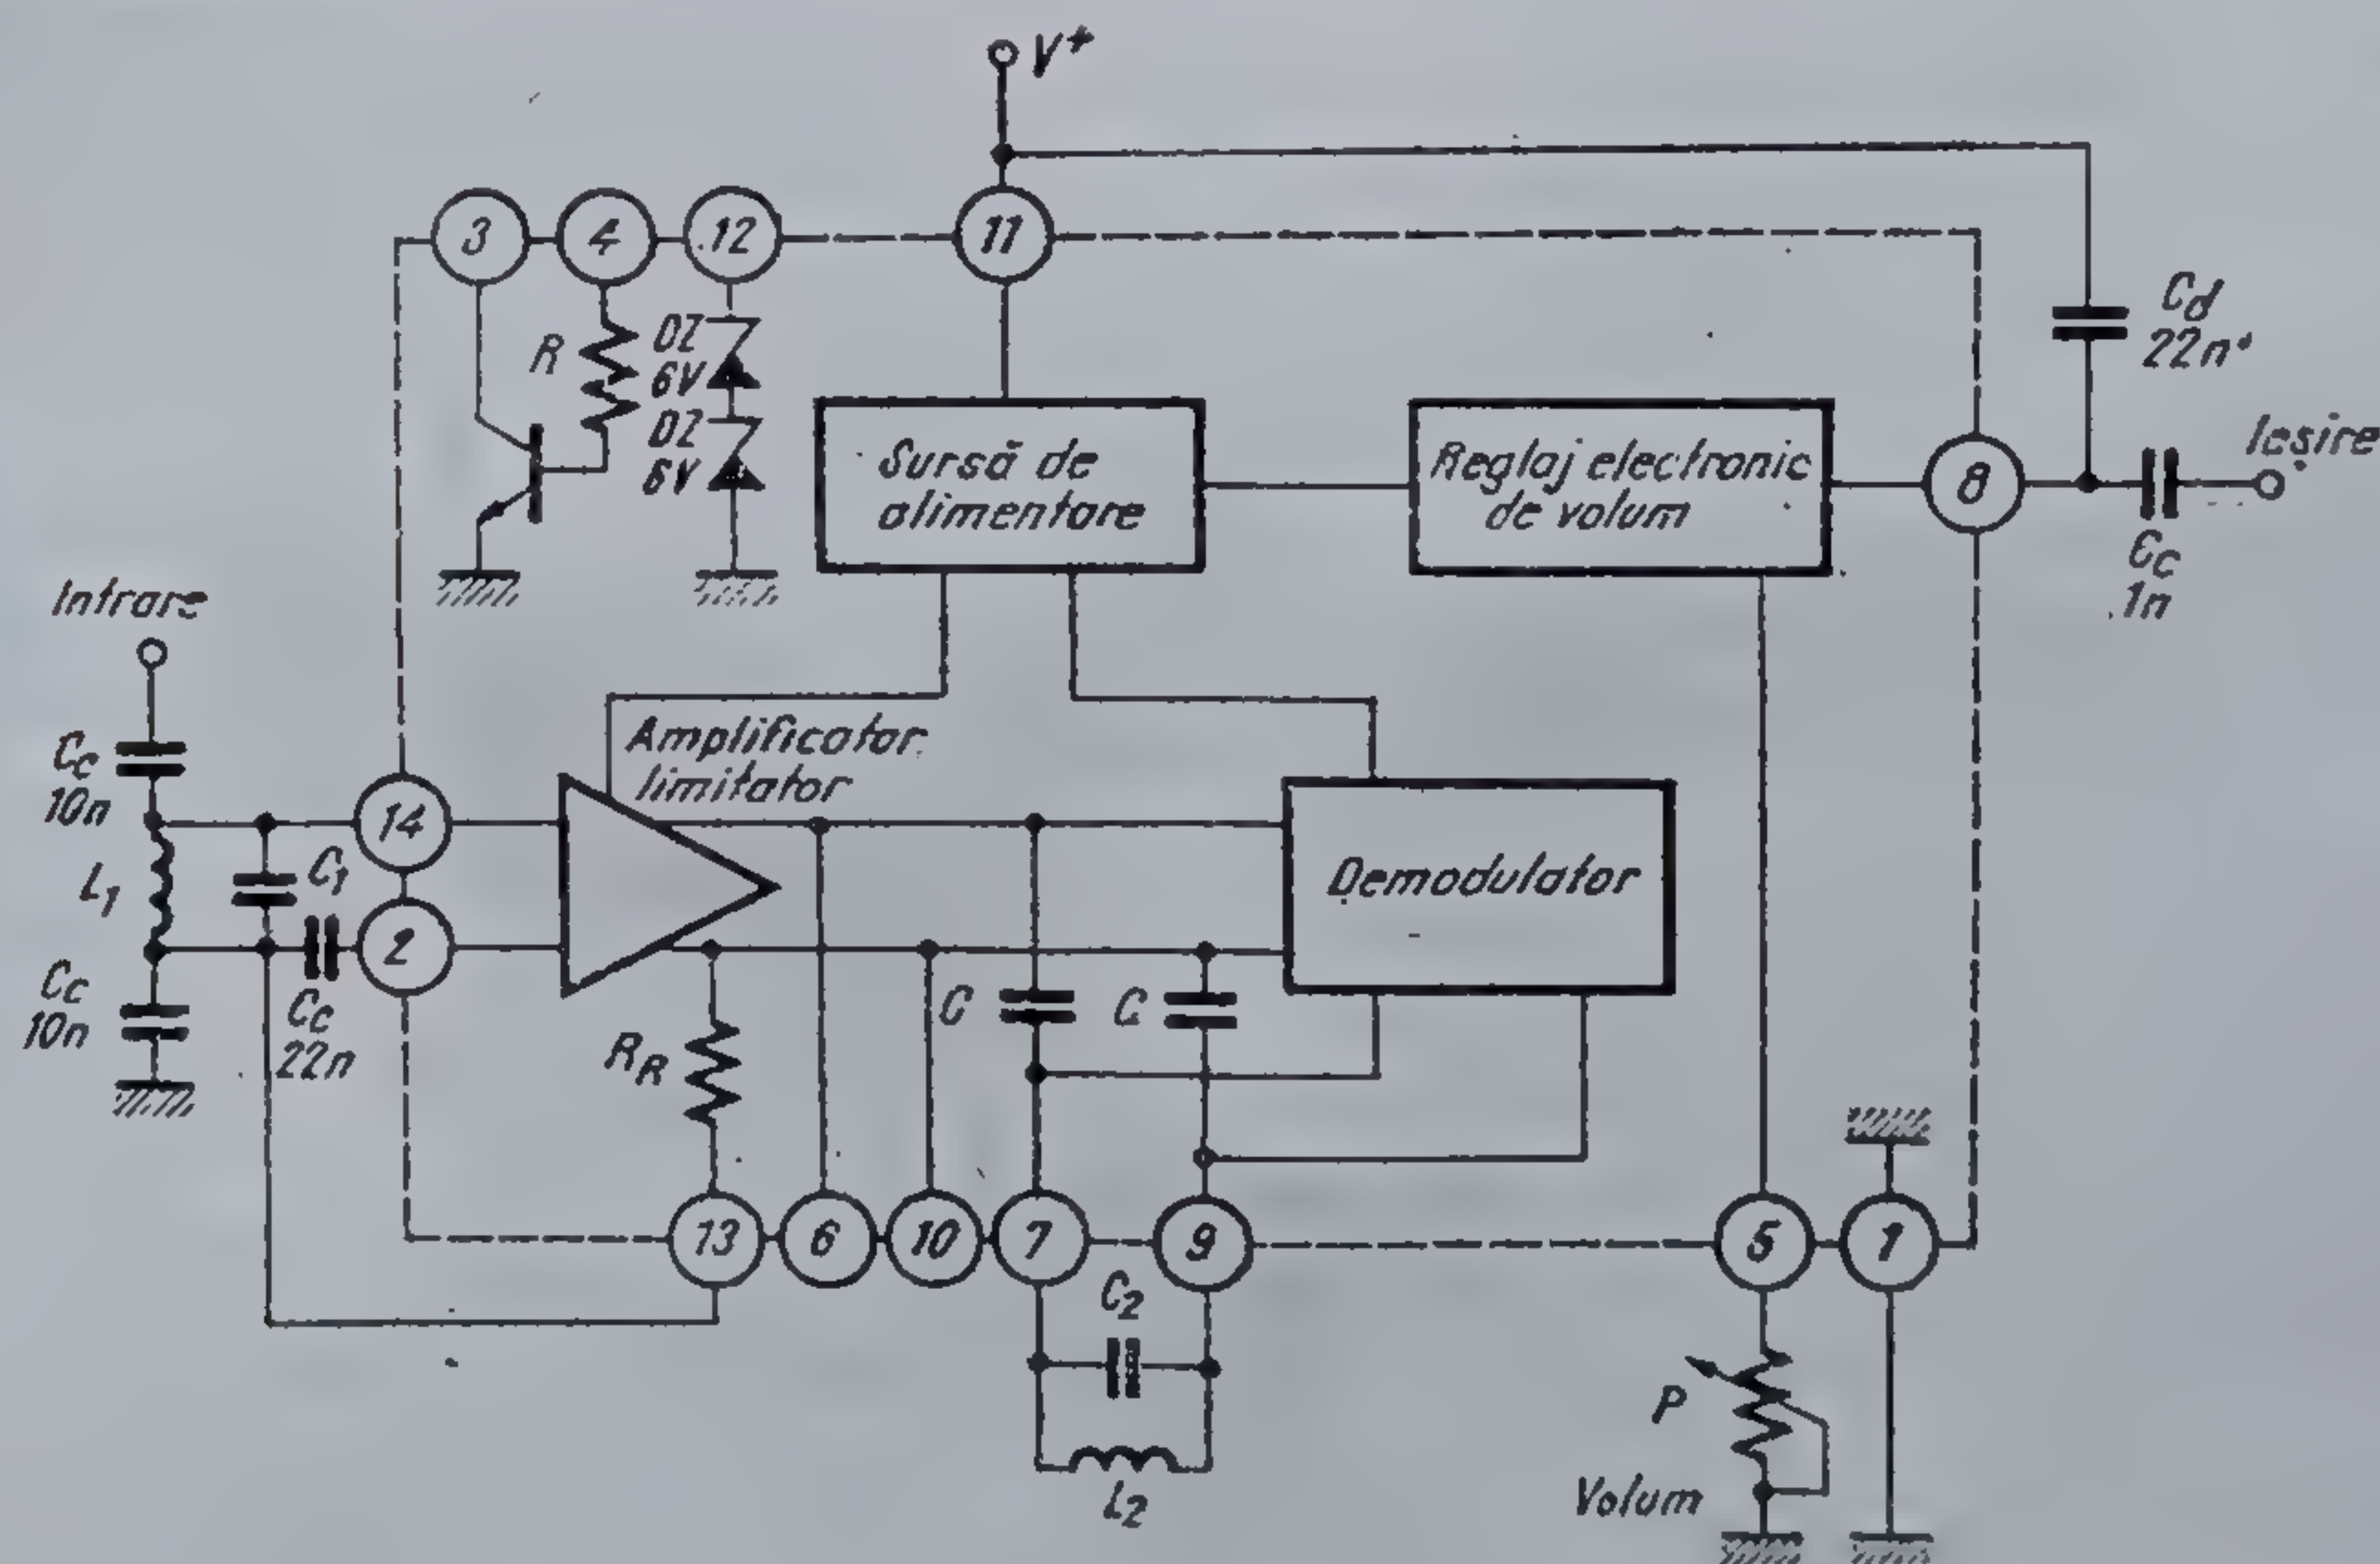 V+
3
4
12
11
R
DZ
6V
DZ
6V
Cd
22n
Sursă de
alimentare
Reglaj electronic
de volum
8
Ieșire
Cc
1n
Intrare
Amplificator
limitator
Cc
10n
14
L1
C1
Demodulator
2
Cc
10n
Cc
22n
RR
C
C
13
6
10
7
9
5
1
C2
P
L2
Volum